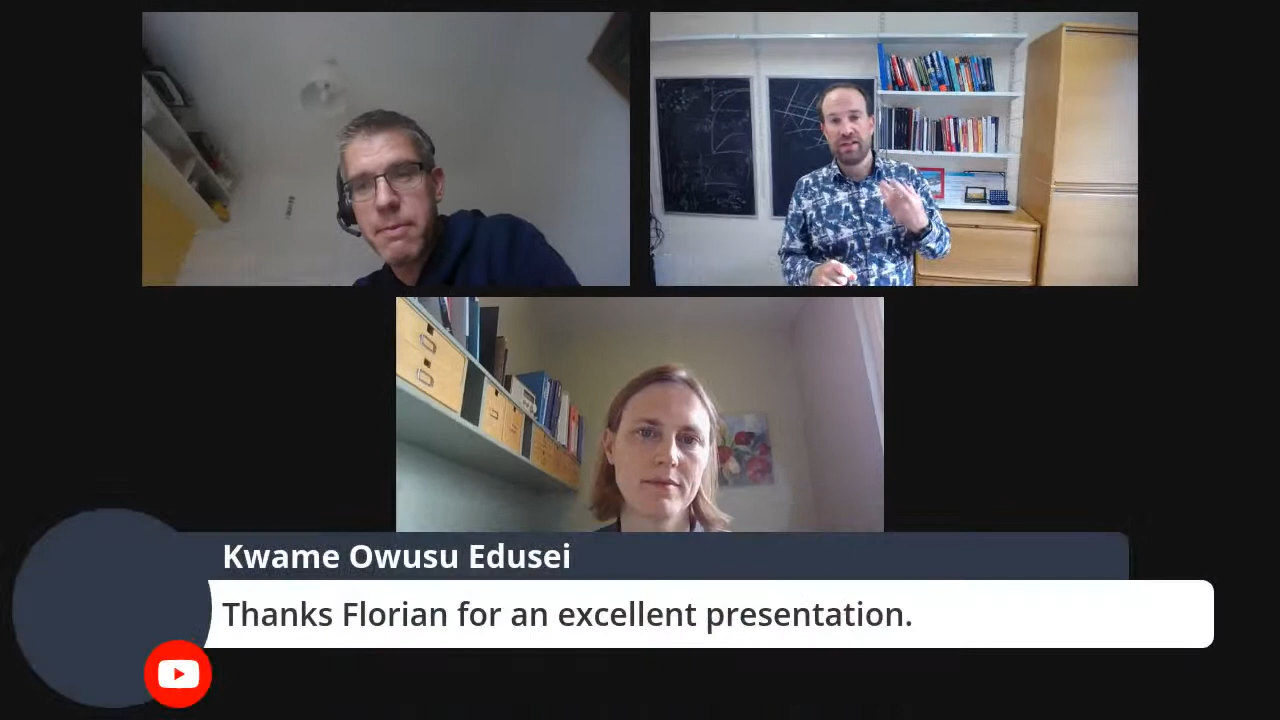 Kwame Owusu Edusei
Thanks Florian for an excellent presentation.